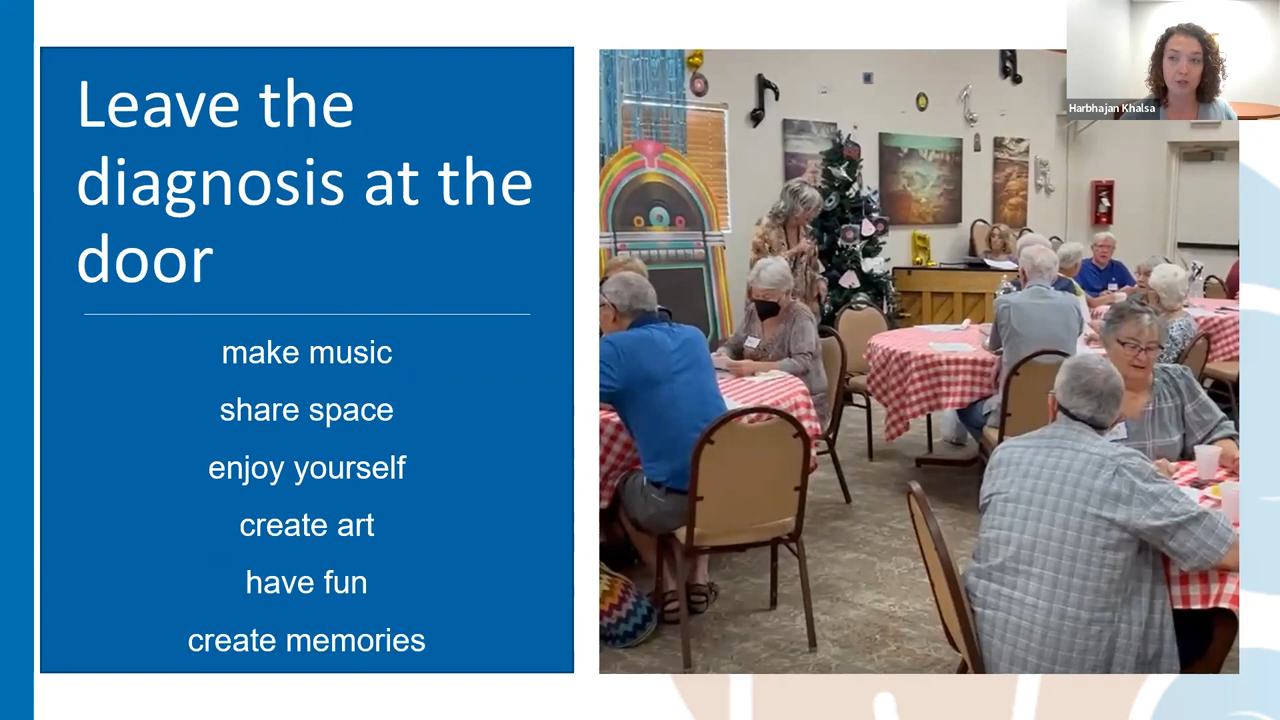 Leave the
diagnosis at the
door
make music
share space
enjoy yourself
create art
have fun
create memories
Harbhajan Khalsa